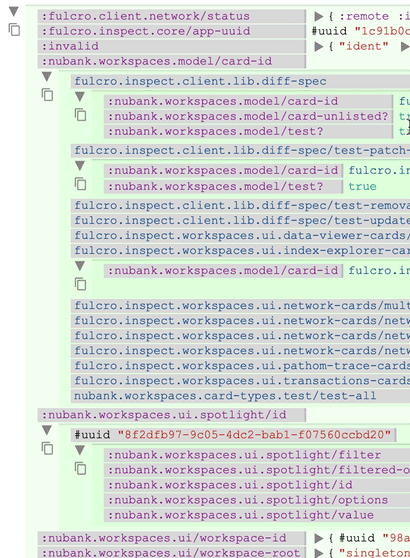 :fulcro.client.network/status ▶ { :remote :i
:fulcro.inspect.core/app-uuid #uuid "1c91b0c
:invalid ▶ { "ident"
:nubank.workspaces.model/card-id
fulcro.inspect.client.lib.diff-spec
:nubank.workspaces.model/card-id fu
:nubank.workspaces.model/card-unlisted?
:nubank.workspaces.model/test?
fulcro.inspect.client.lib.diff-spec/test-patch-
:nubank.workspaces.model/card-id fulcro.in
:nubank.workspaces.model/test? true
fulcro.inspect.client.lib.diff-spec/test-remova
fulcro.inspect.client.lib.diff-spec/test-update
fulcro.inspect.workspaces.ui.data-viewer-cards/
fulcro.inspect.workspaces.ui.index-explorer-car
:nubank.workspaces.model/card-id fulcro.in
fulcro.inspect.workspaces.ui.network-cards/mult
fulcro.inspect.workspaces.ui.network-cards/netw
fulcro.inspect.workspaces.ui.network-cards/netw
fulcro.inspect.workspaces.ui.network-cards/netw
fulcro.inspect.workspaces.ui.pathom-trace-cards
fulcro.inspect.workspaces.ui.transactions-cards
nubank.workspaces.card-types.test/test-all
:nubank.workspaces.ui.spotlight/id
#uuid "8f2dfb97-9c05-4dc2-bab1-f07560ccbd20"
:nubank.workspaces.ui.spotlight/filter
:nubank.workspaces.ui.spotlight/filtered-o
:nubank.workspaces.ui.spotlight/id
:nubank.workspaces.ui.spotlight/options
:nubank.workspaces.ui.spotlight/value
:nubank.workspaces.ui/workspace-id ▶ { #uuid "98a
:nubank.workspaces.ui/workspace-root ▶ { "singleton